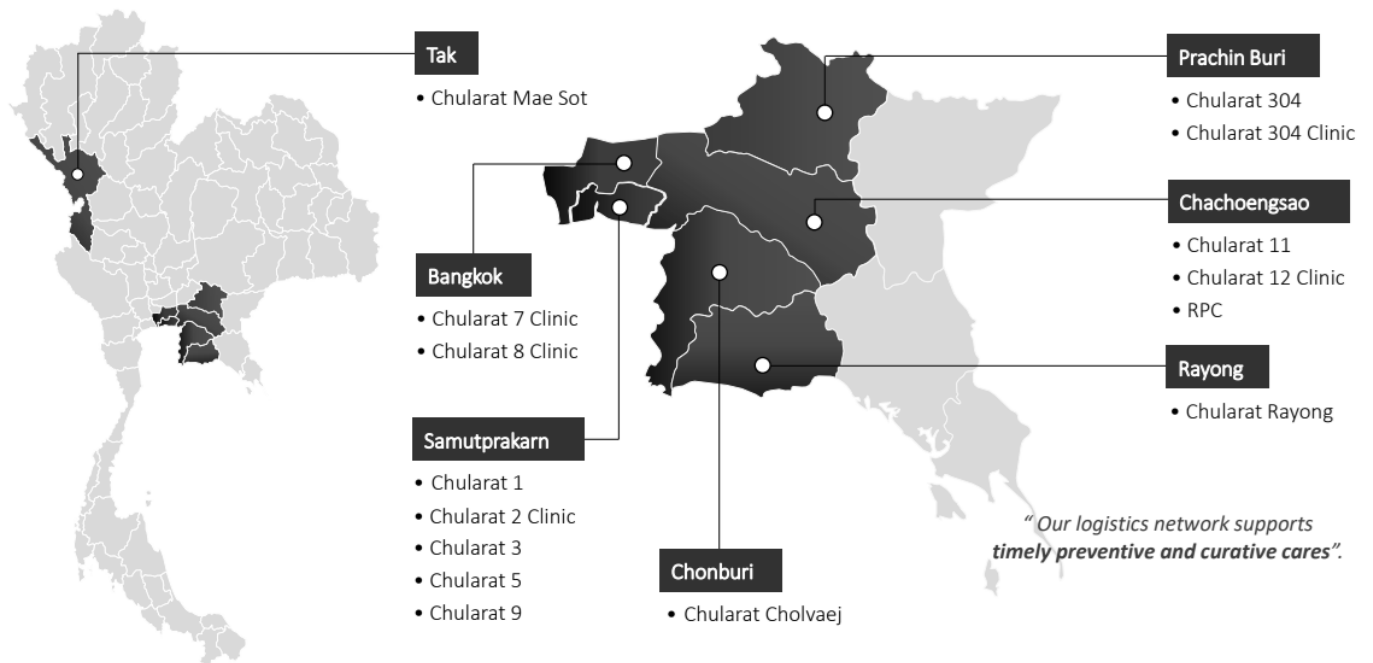 Tak
• Chularat Mae Sot
Bangkok
• Chularat 7 Clinic
• Chularat 8 Clinic
Samutprakarn
• Chularat 1
• Chularat 2 Clinic
• Chularat 3
• Chularat 5
• Chularat 9
Chonburi
• Chularat Cholvaej
Prachin Buri
• Chularat 304
• Chularat 304 Clinic
Chachoengsao
• Chularat 11
• Chularat 12 Clinic
• RPC
Rayong
• Chularat Rayong
“ Our logistics network supports
timely preventive and curative cares”.